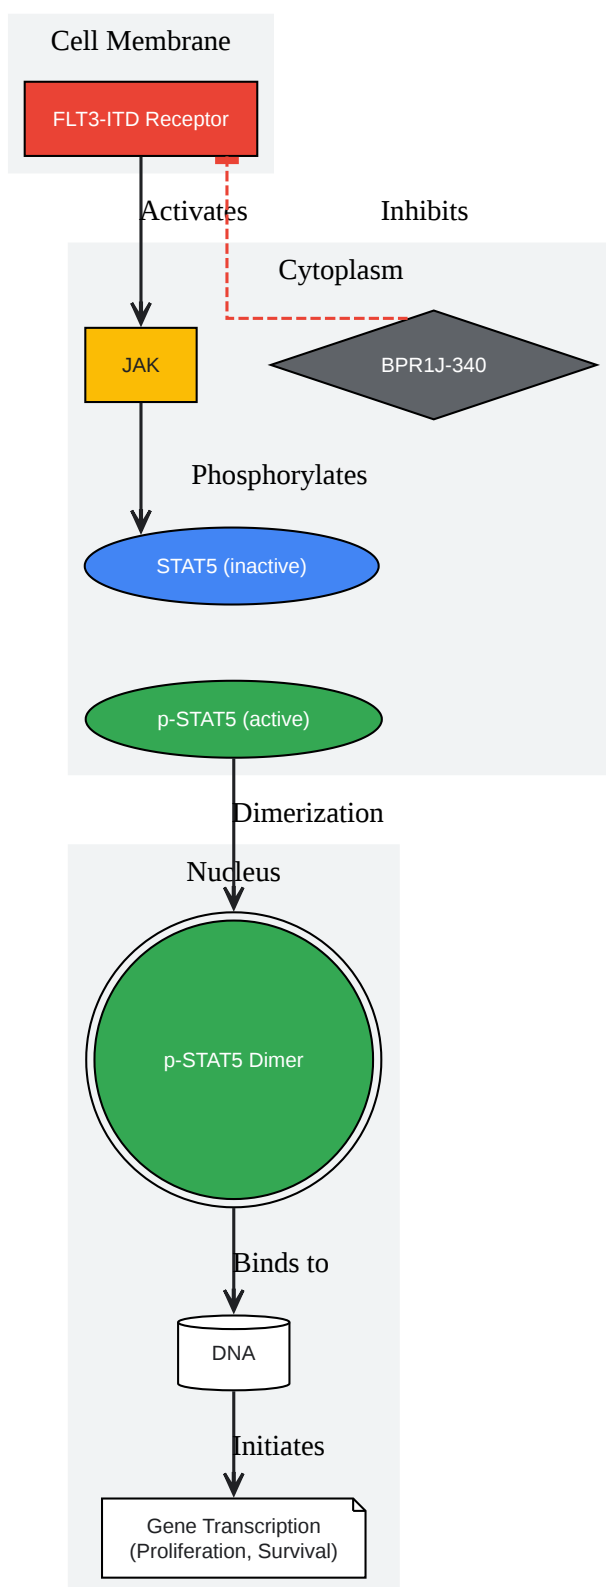 Cell Membrane
FLT3-ITD Receptor
Activates
Inhibits
Cytoplasm
JAK
BPR1J-340
Phosphorylates
STAT5 (inactive)
p-STAT5 (active)
Dimerization
Nucleus
p-STAT5 Dimer
Binds to
DNA
Initiates
Gene Transcription
(Proliferation, Survival)